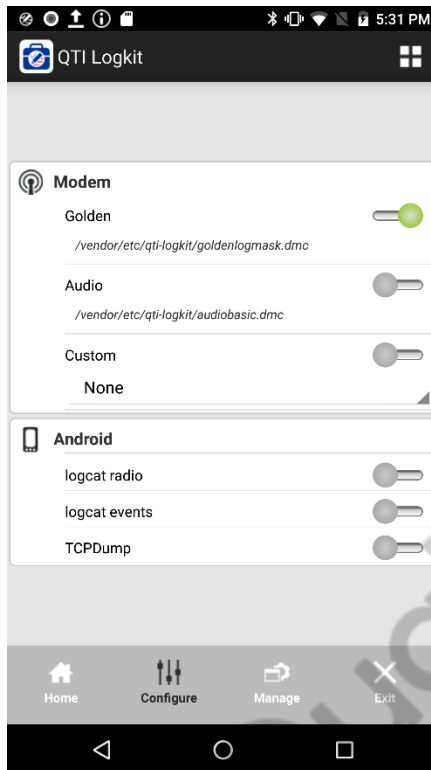 5:31 PM
QTI Logkit
Modem
Golden
/vendor/etc/qti-logkit/goldenlogmask.dmc
Audio
/vendor/etc/qti-logkit/audiobasic.dmc
Custom
None
Android
logcat radio
logcat events
TCPDump
Home Configure Manage Exit